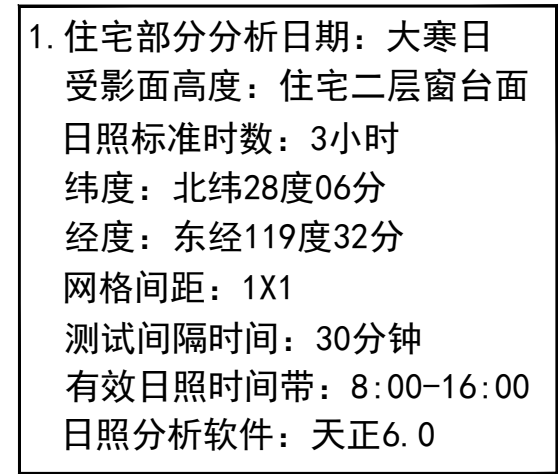 1.住宅部分分析日期：大寒日
受影面高度：住宅二层窗台面
日照标准时数：3小时
纬度：北纬28度06分
经度：东经119度32分
网格间距：1X1
测试间隔时间：30分钟
有效日照时间带：8:00-16:00
日照分析软件：天正6.0